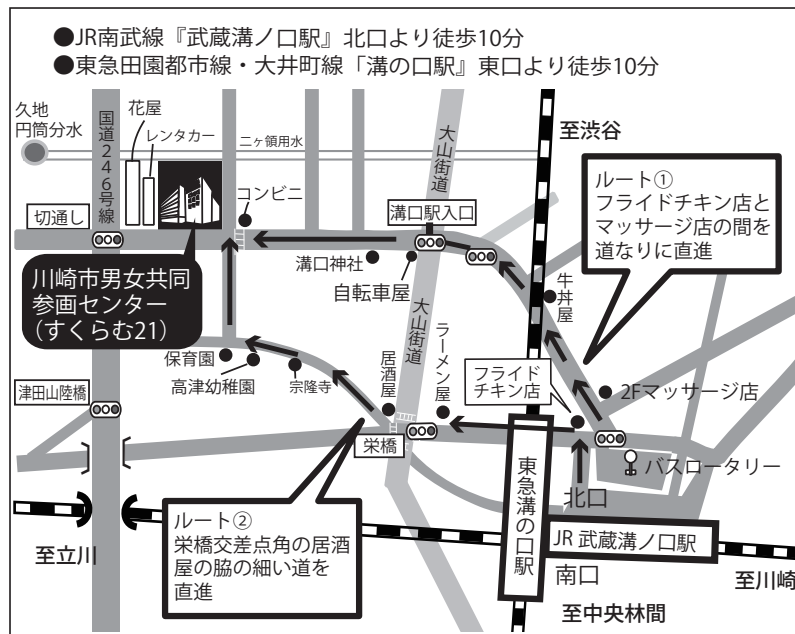 ●JR南武線『武蔵溝ノ口駅』北口より徒歩10分
●東急田園都市線・大井町線「溝の口駅』東口より徒歩10分
久地
円筒分水
国道246号線
花屋
レンタカー
二ヶ領用水
大山街道
至渋谷
コンビニ
溝口駅入口
切通し
ルート①
フライドチキン店と
マッサージ店の間を
道なりに直進
川崎市男女共同
参画センター
(すくらむ21)
溝口神社
自転車屋
牛丼屋
大山街道
ラーメン屋
居酒屋
保育園
高津幼稚園
宗隆寺
フライド
チキン店
2Fマッサージ店
津田山陸橋
栄橋
バスロータリー
北口
東急溝の口駅
JR 武蔵溝ノ口駅
南口
ルート②
栄橋交差点角の居酒
屋の脇の細い道を
直進
至立川
至川崎
至中央林間